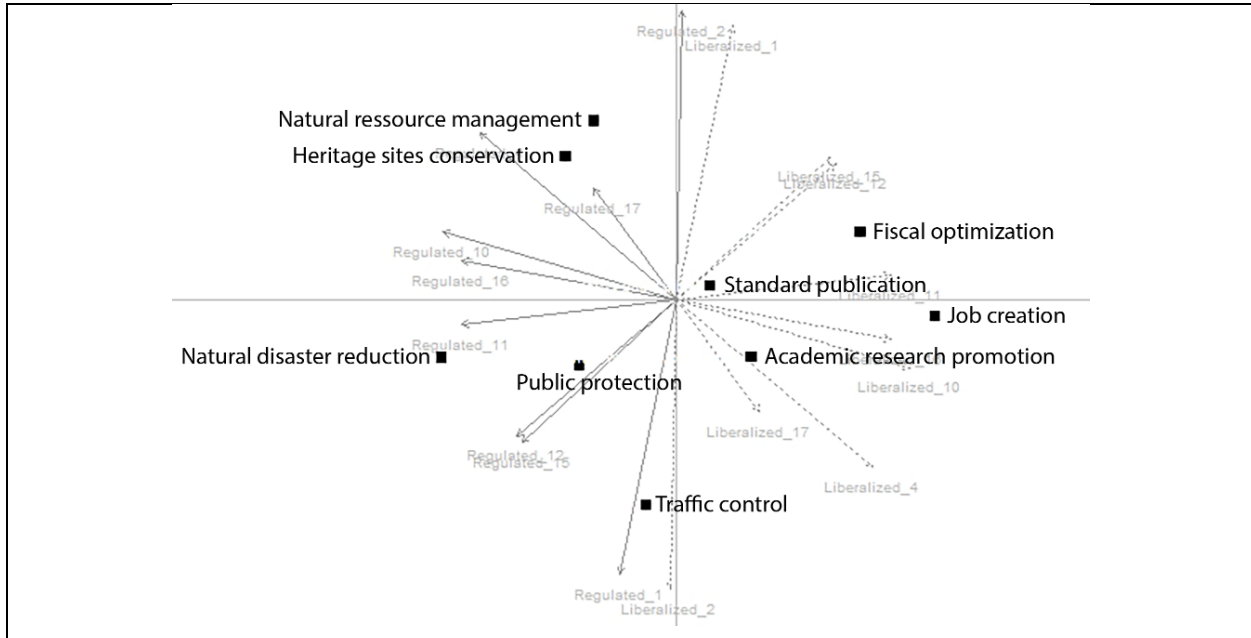 Regulated_2
Liberalized_1
Natural ressource management
Heritage sites conservation
Liberalized_15
Liberalized_12
Regulated_17
Fiscal optimization
Regulated_10
Regulated_16
Standard publication
Liberalized_11
Job creation
Regulated_11
Natural disaster reduction
Academic research promotion
Public protection
Liberalized_10
Liberalized_17
Regulated_12
Regulated_15
Liberalized_4
Traffic control
Regulated_1
Liberalized_2